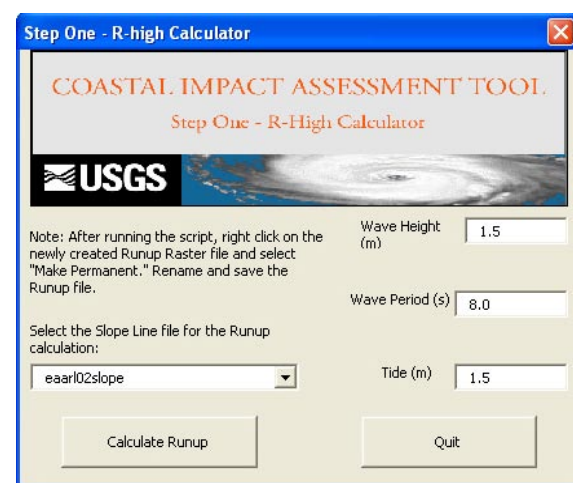 Step One - R-high Calculator
COASTAL IMPACT ASSESSMENT TOOL
Step One - R-High Calculator
USGS
Note: After running the script, right click on the
newly created Runup Raster file and select
"Make Permanent." Rename and save the
Runup file.
Select the Slope Line file for the Runup
calculation:
eaarl02slope
Wave Height
(m)
1.5
Wave Period (s)
8.0
Tide (m)
1.5
Calculate Runup
Quit